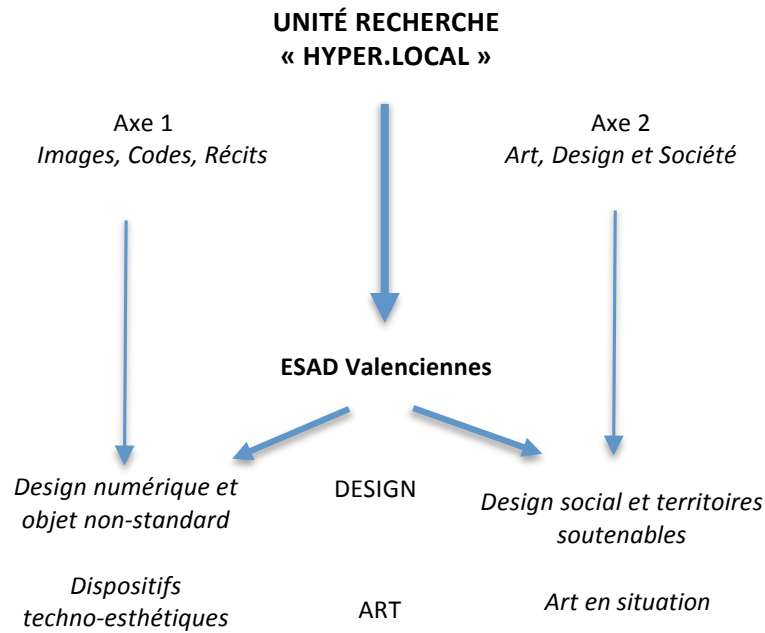 UNITÉ RECHERCHE
« HYPER.LOCAL »
Axe 1
Images, Codes, Récits
Axe 2
Art, Design et Société
ESAD Valenciennes
Design numérique et
objet non-standard
DESIGN
Design social et territoires
soutenables
Dispositifs
techno-esthétiques
ART
Art en situation